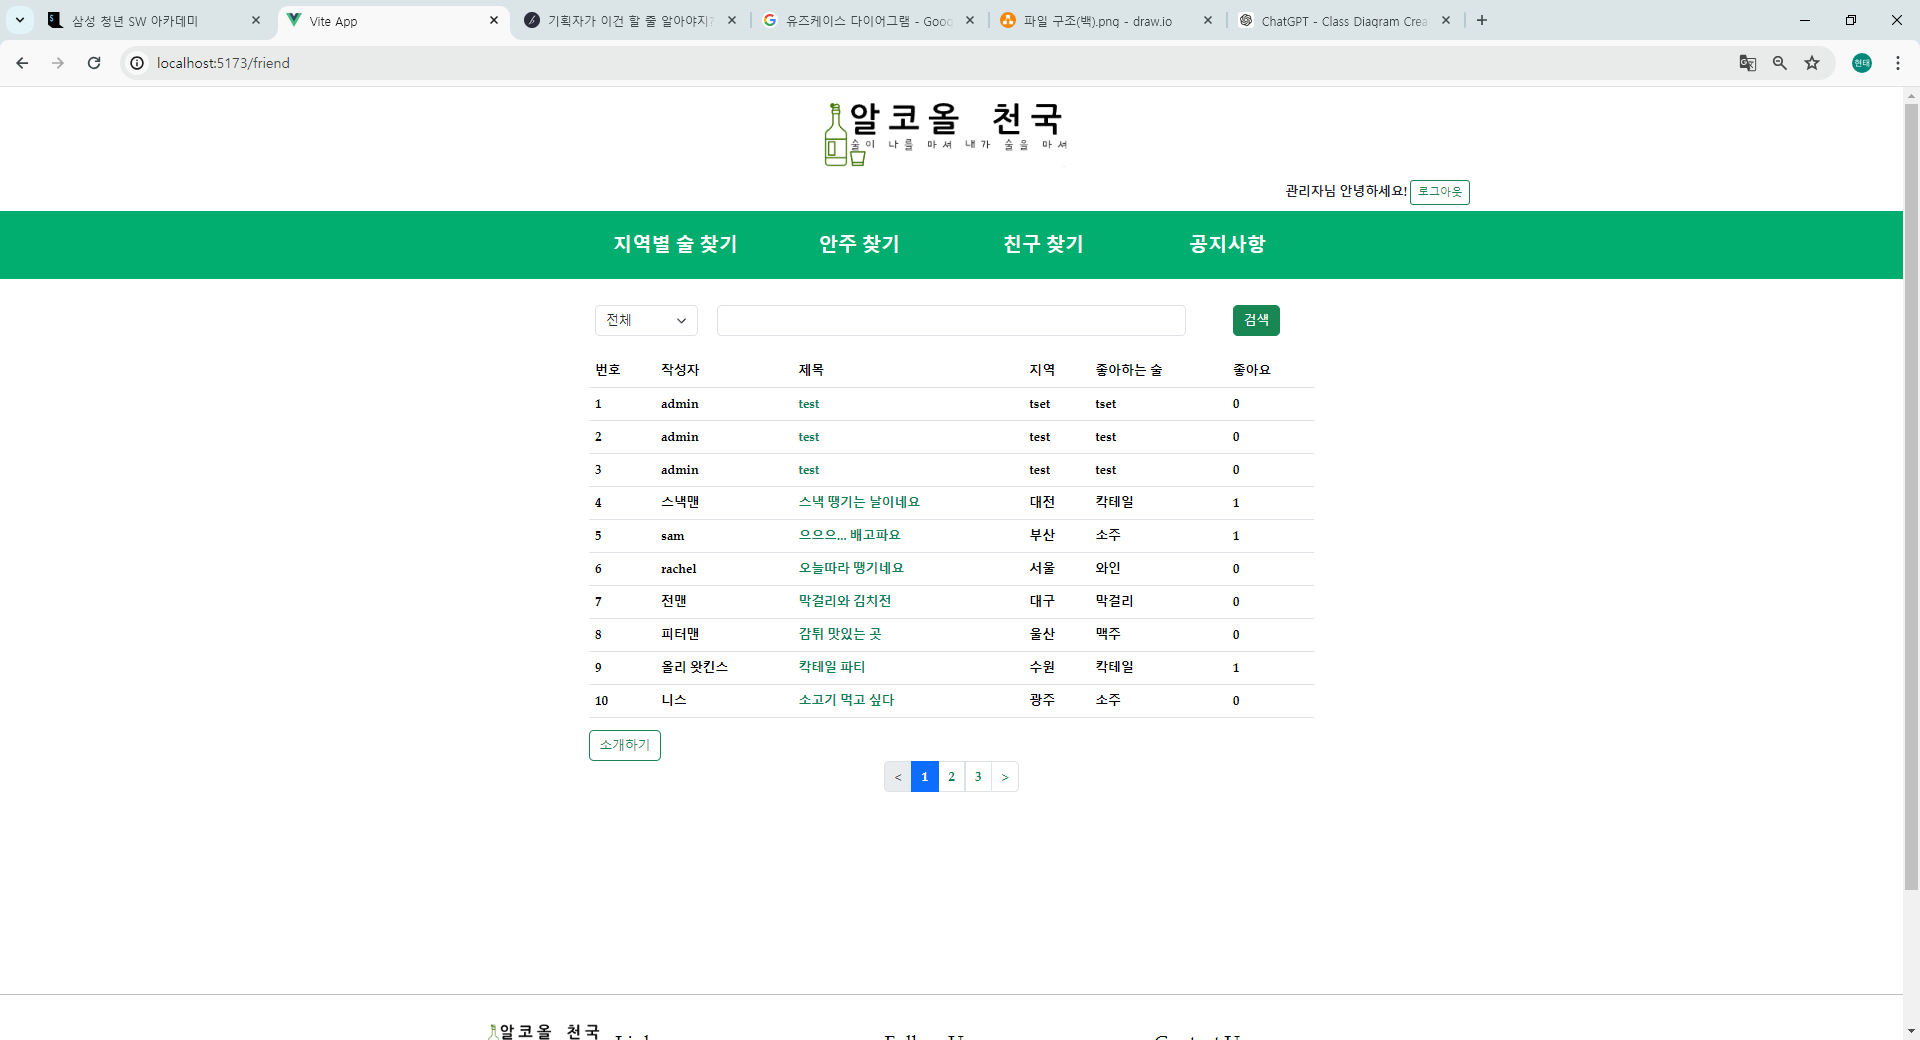 삼성 청년 SW 아카데미
Vite App
기획자가 이건 할 줄 알아야지?
유즈케이스 다이어그램 - Goog
파일 구조(백).png - draw.io
ChatGPT - Class Diagram Crea
localhost:5173/friend
현태
알코올 천국
술이 나를 마셔 내가 술을 마셔
관리자님 안녕하세요! 로그아웃
지역별 술 찾기 안주 찾기 친구 찾기 공지사항
전체 검색
번호 작성자 제목 지역 좋아하는 술 좋아요
1 admin test tset tset 0
2 admin test test test 0
3 admin test test test 0
4 스낵맨 스낵 땡기는 날이네요 대전 칵테일 1
5 sam 으으으... 배고파요 부산 소주 1
6 rachel 오늘따라 땡기네요 서울 와인 0
7 전맨 막걸리와 김치전 대구 막걸리 0
8 피터맨 감튀 맛있는 곳 울산 맥주 0
9 올리 왓킨스 칵테일 파티 수원 칵테일 1
10 니스 소고기 먹고 싶다 광주 소주 0
소개하기
< 1 2 3 >
알코올 천국